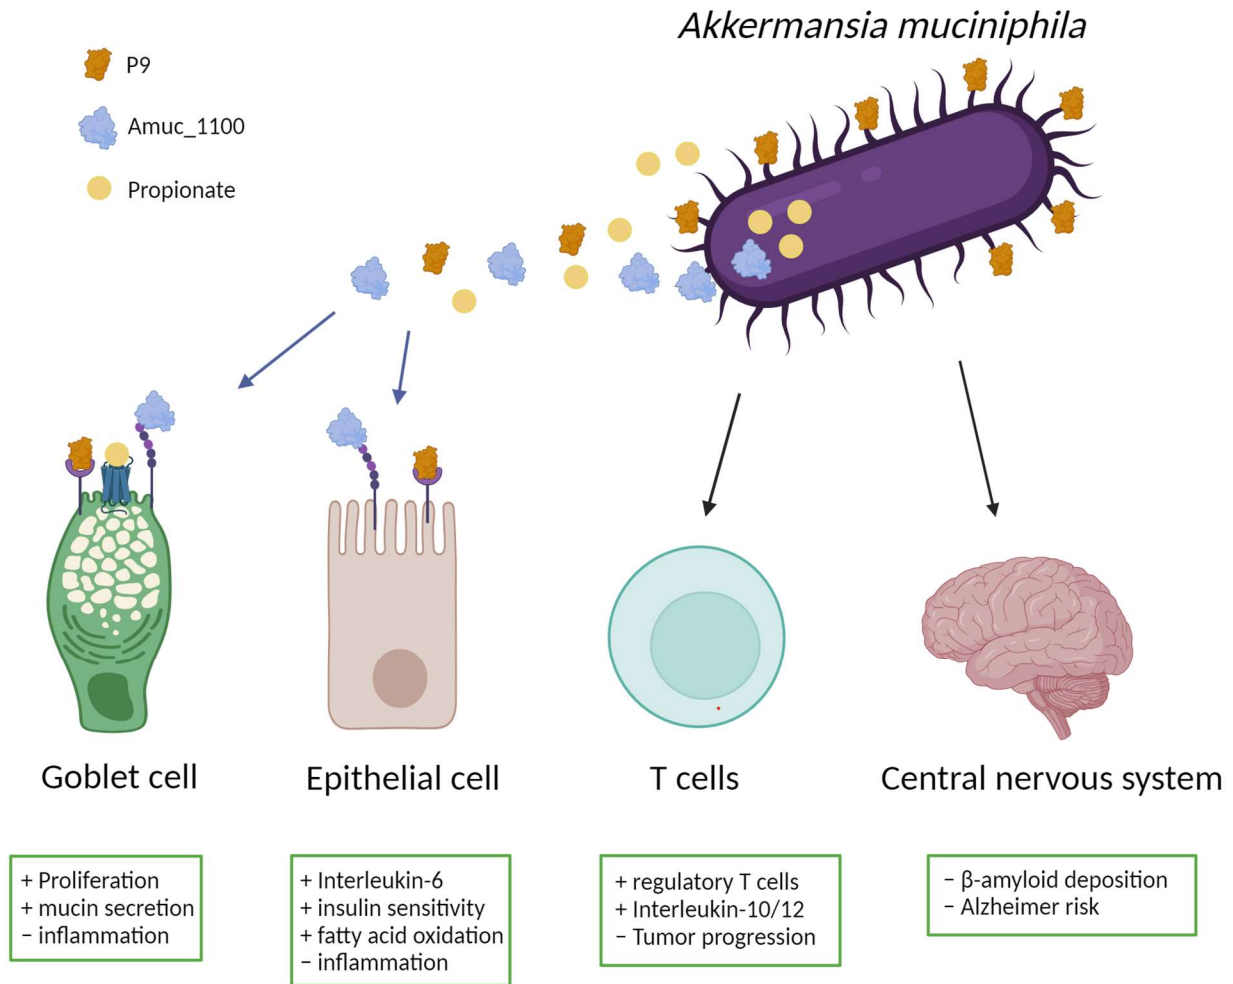 Akkermansia muciniphila
P9
Amuc_1100
Propionate
Goblet cell
Epithelial cell
T cells
Central nervous system
+ Proliferation
+ mucin secretion
− inflammation
+ Interleukin-6
+ insulin sensitivity
+ fatty acid oxidation
− inflammation
+ regulatory T cells
+ Interleukin-10/12
− Tumor progression
− β-amyloid deposition
− Alzheimer risk